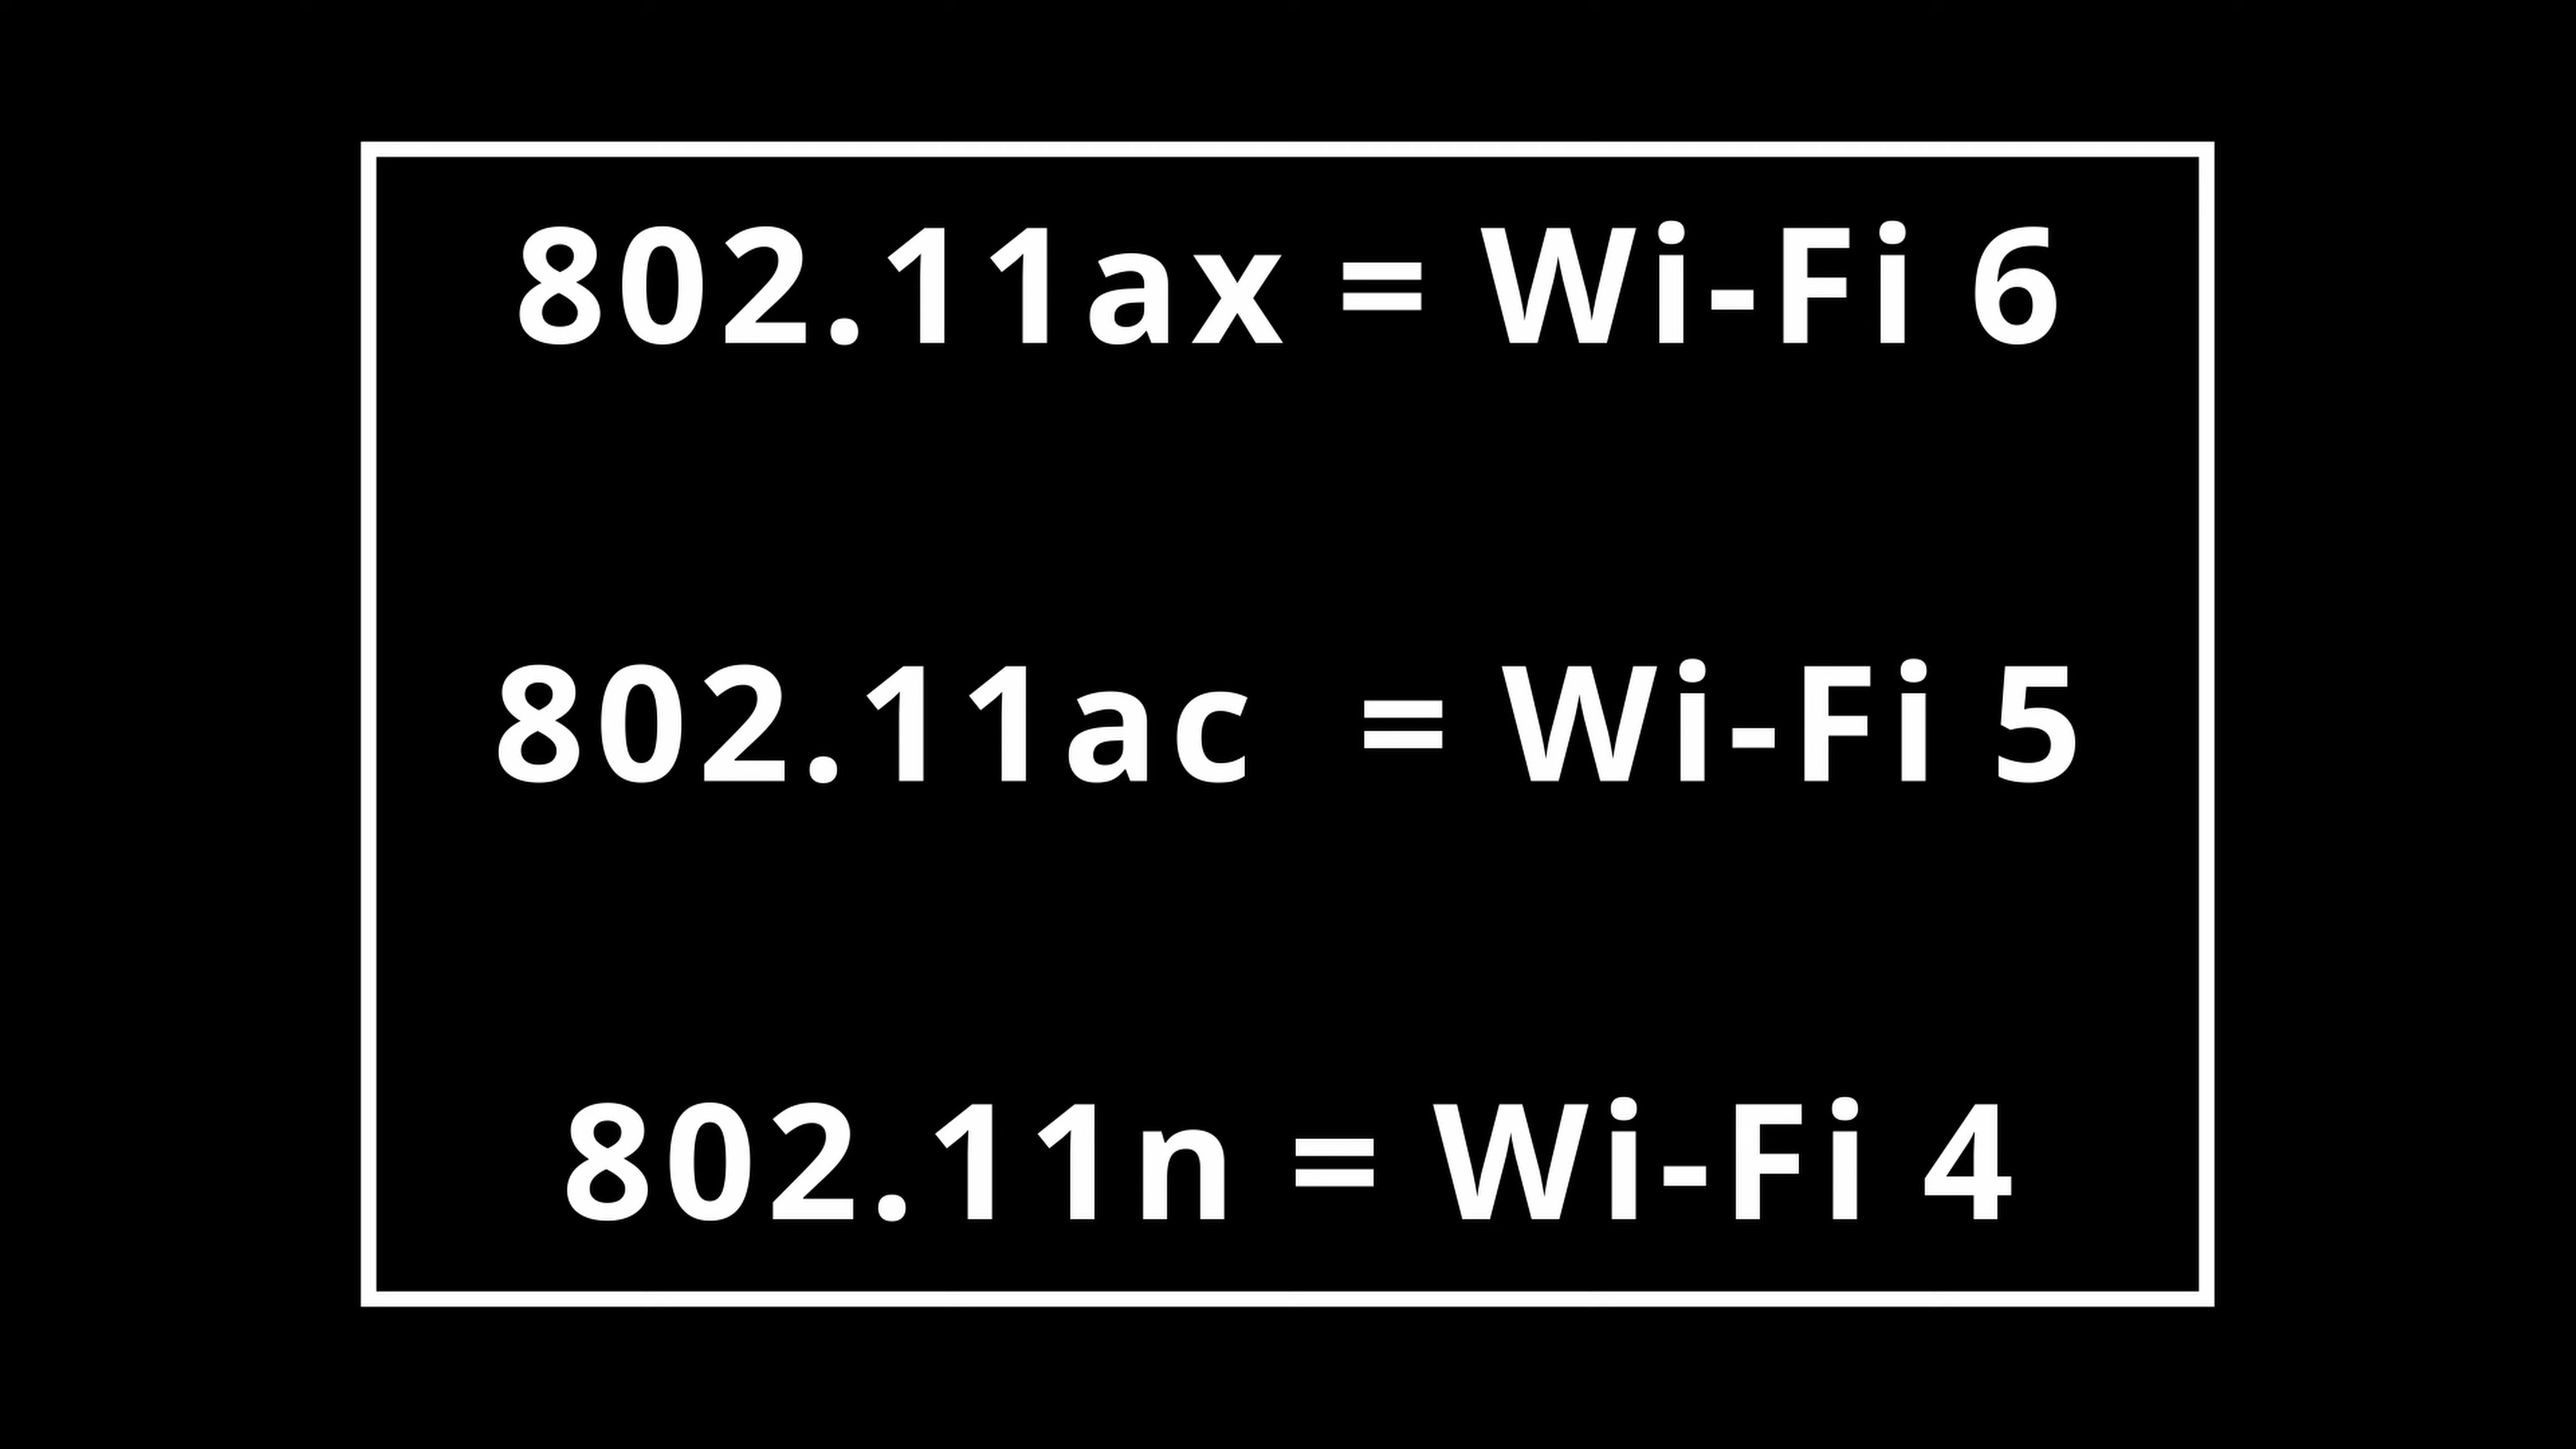 802.11ax = Wi-Fi 6
802.11ac = Wi-Fi 5
802.11n = Wi-Fi 4